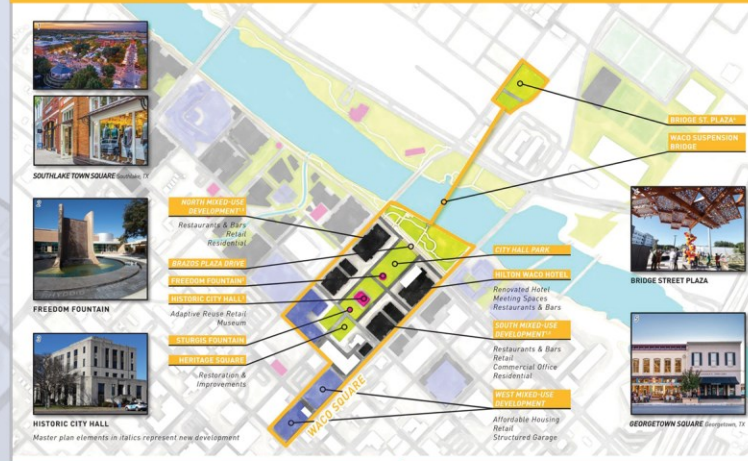 SOUTHLAKE TOWN SQUARE Southlake, TX
FREEDOM FOUNTAIN
HISTORIC CITY HALL
Master plan elements in italics represent new development
NORTH MIXED-USE
DEVELOPMENT
Restaurants & Bars
Retail
Residential
BRAZOS PLAZA DRIVE
FREEDOM FOUNTAIN
HISTORIC CITY HALL
Adaptive Reuse Retail
Museum
STURGIS FOUNTAIN
HERITAGE SQUARE
Restoration &
Improvements
WACO SQUARE
BRIDGE ST. PLAZA
WACO SUSPENSION
BRIDGE
CITY HALL PARK
HILTON WACO HOTEL
Renovated Hotel
Meeting Spaces
Restaurants & Bars
SOUTH MIXED-USE
DEVELOPMENT
Restaurants & Bars
Retail
Commercial Office
Residential
WEST MIXED-USE
DEVELOPMENT
Affordable Housing
Retail
Structured Garage
BRIDGE STREET PLAZA
GEORGETOWN SQUARE Georgetown, TX